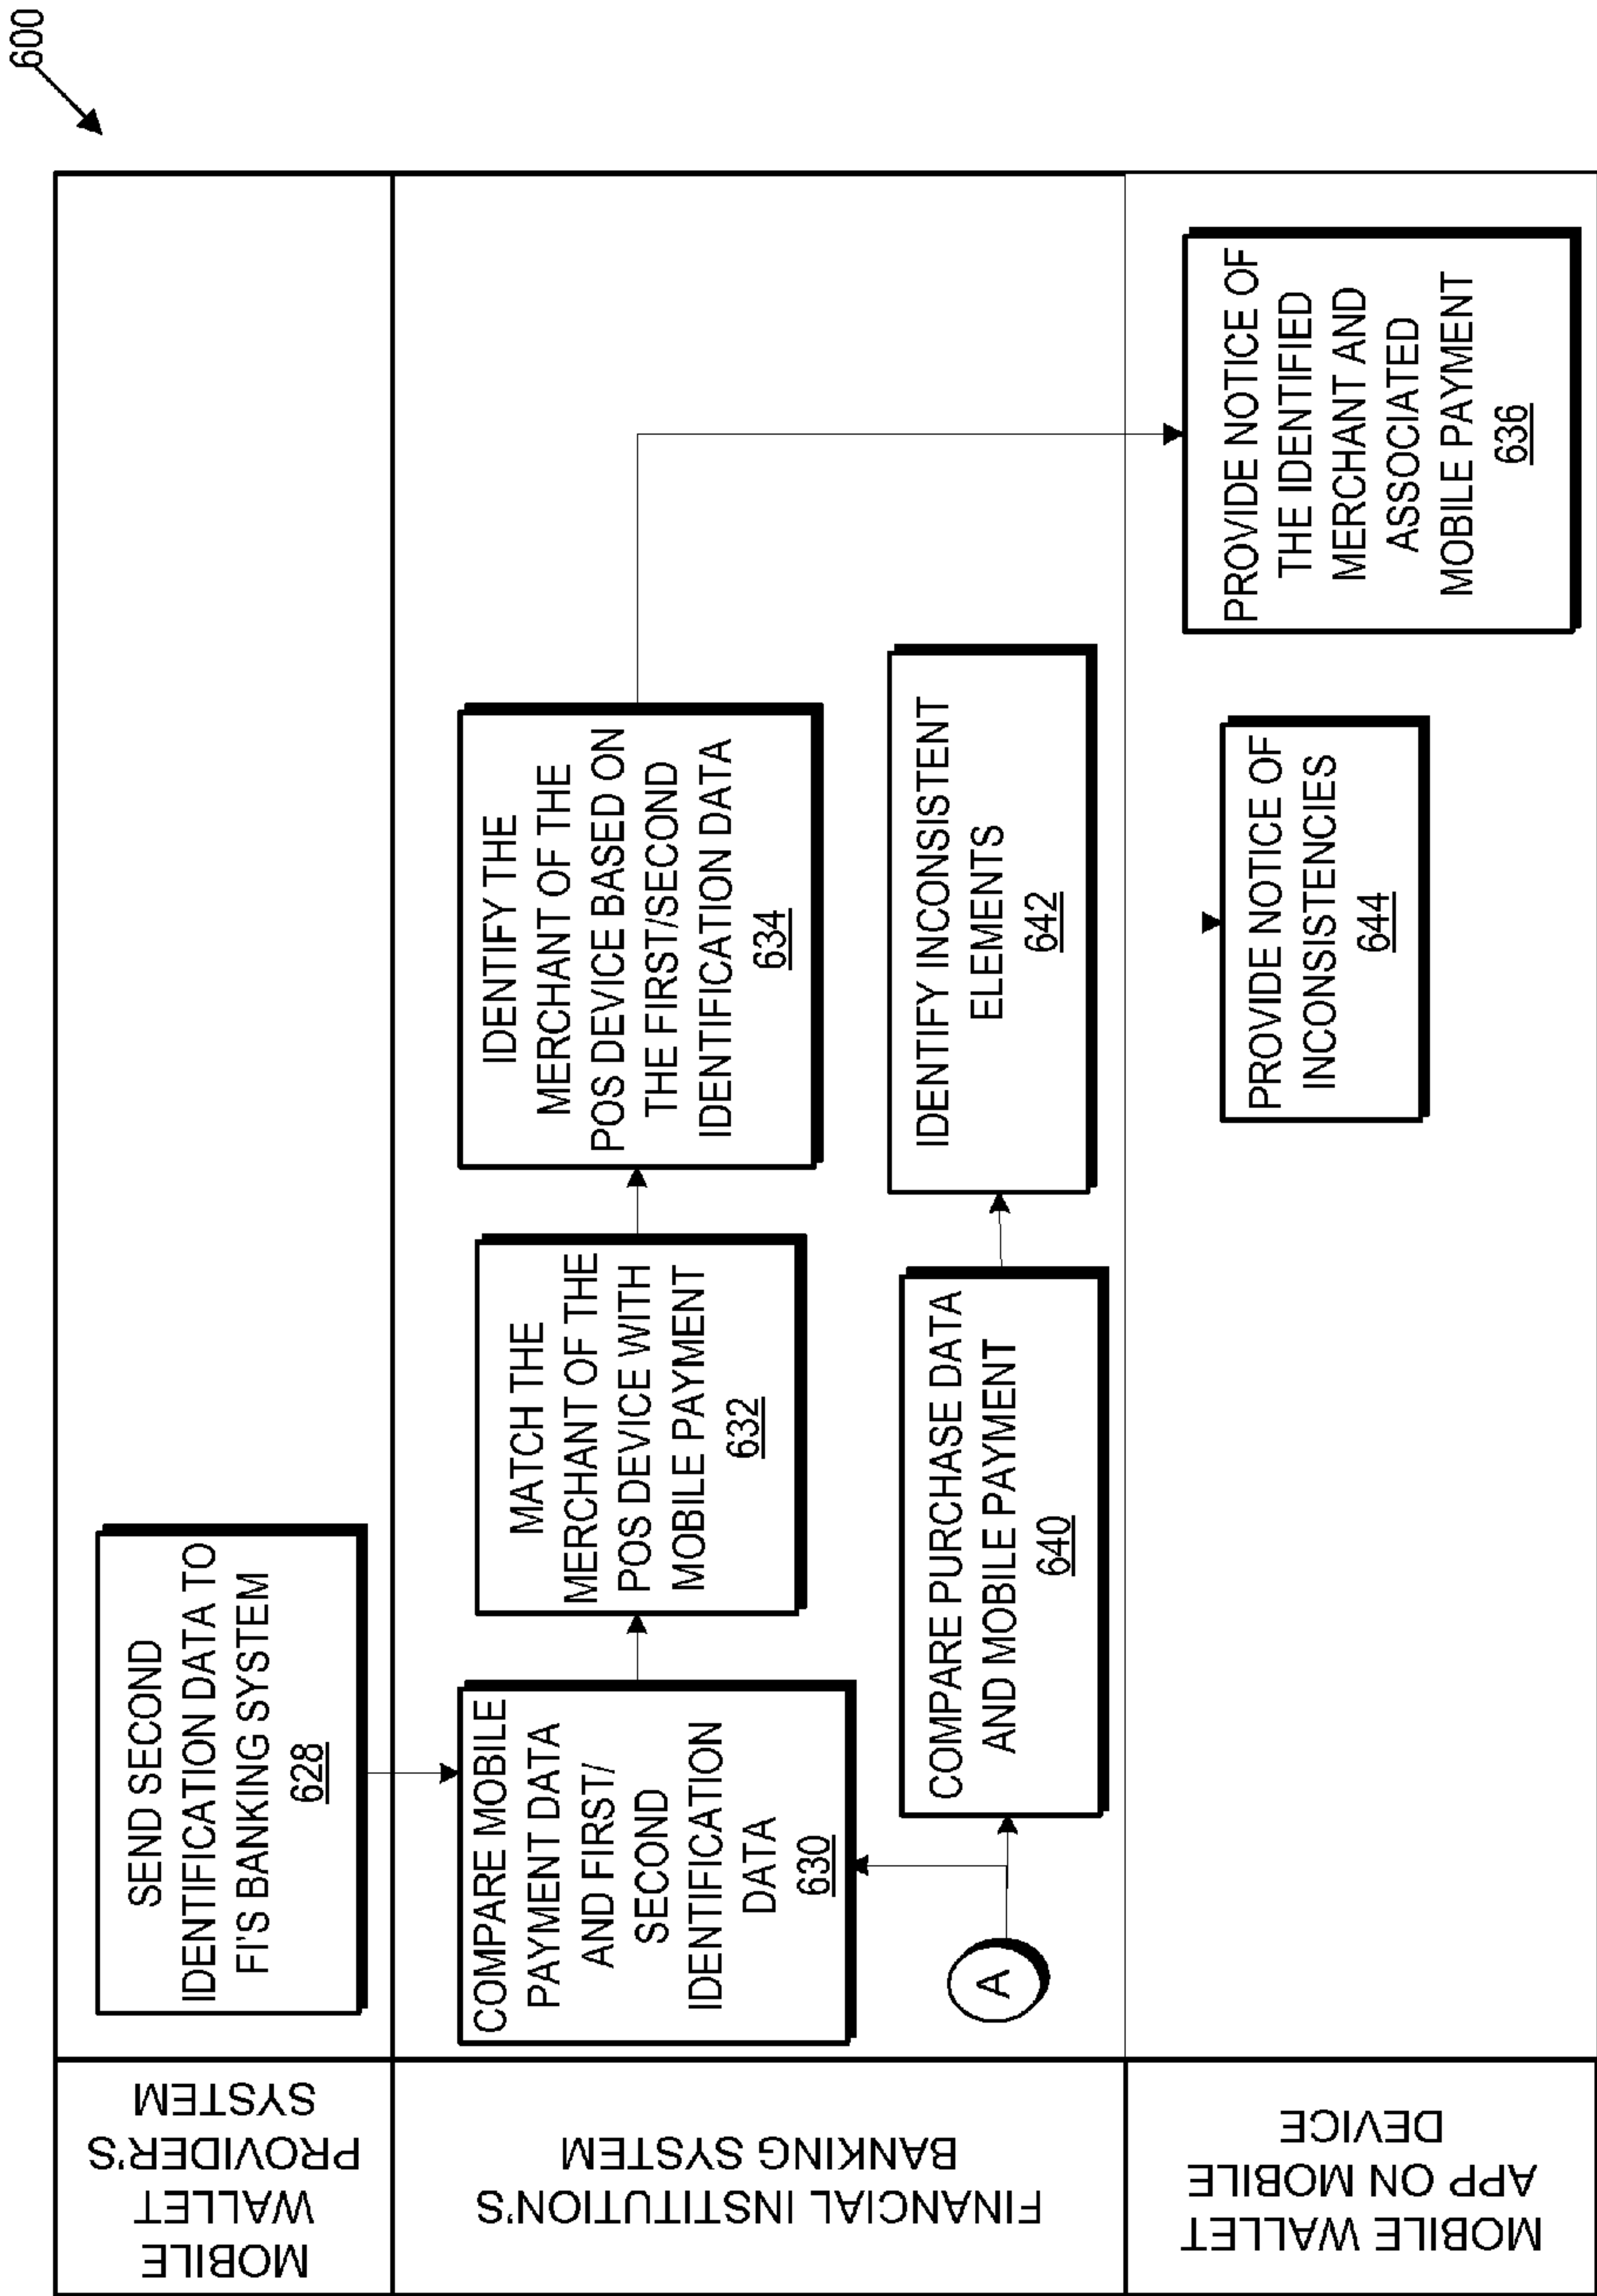 600
MOBILE
WALLET
PROVIDER'S
SYSTEM
SEND SECOND
IDENTIFICATION DATA TO
FI'S BANKING SYSTEM
628
FINANCIAL INSTITUTION'S
BANKING SYSTEM
COMPARE MOBILE
PAYMENT DATA
AND FIRST/
SECOND
IDENTIFICATION
DATA
630
MATCH THE
MERCHANT OF THE
POS DEVICE WITH
MOBILE PAYMENT
632
IDENTIFY THE
MERCHANT OF THE
POS DEVICE BASED ON
THE FIRST/SECOND
IDENTIFICATION DATA
634
A
COMPARE PURCHASE DATA
AND MOBILE PAYMENT
640
IDENTIFY INCONSISTENT
ELEMENTS
642
MOBILE WALLET
APP ON MOBILE
DEVICE
PROVIDE NOTICE OF
INCONSISTENCIES
644
PROVIDE NOTICE OF
THE IDENTIFIED
MERCHANT AND
ASSOCIATED
MOBILE PAYMENT
636